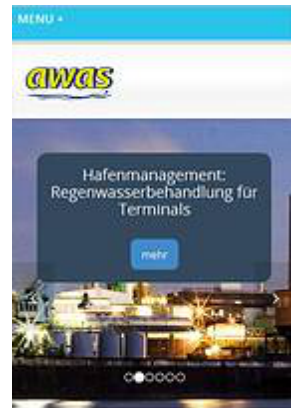 MENU +
awas
Hafenmanagement:
Regenwasserbehandlung für
Terminals
mehr